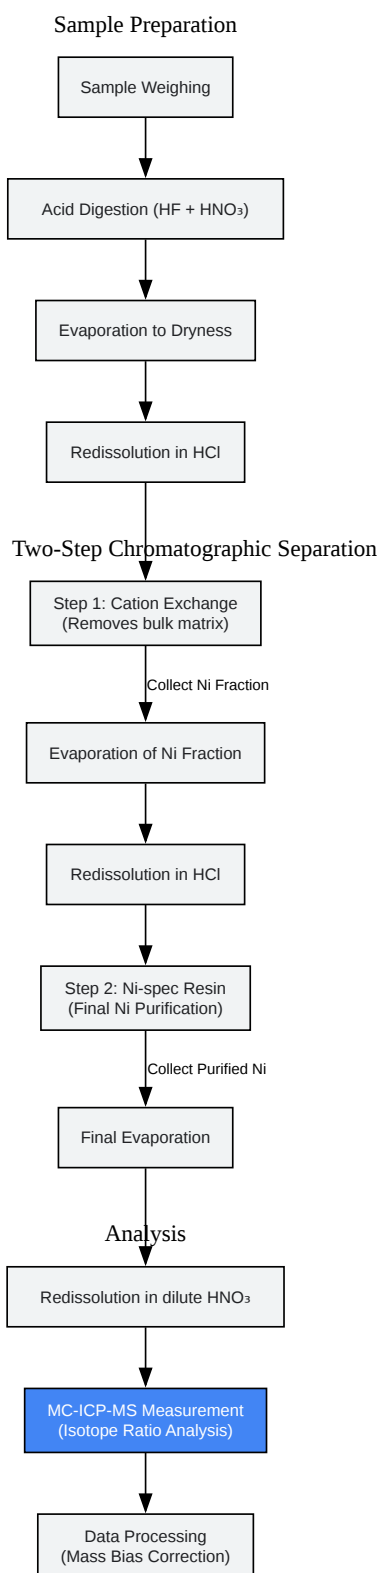 Sample Preparation
Sample Weighing
Acid Digestion (HF + HNO₃)
Evaporation to Dryness
Redissolution in HCl
Two-Step Chromatographic Separation
Step 1: Cation Exchange
(Removes bulk matrix)
Collect Ni Fraction
Evaporation of Ni Fraction
Redissolution in HCl
Step 2: Ni-spec Resin
(Final Ni Purification)
Collect Purified Ni
Final Evaporation
Analysis
Redissolution in dilute HNO₃
MC-ICP-MS Measurement
(Isotope Ratio Analysis)
Data Processing
(Mass Bias Correction)